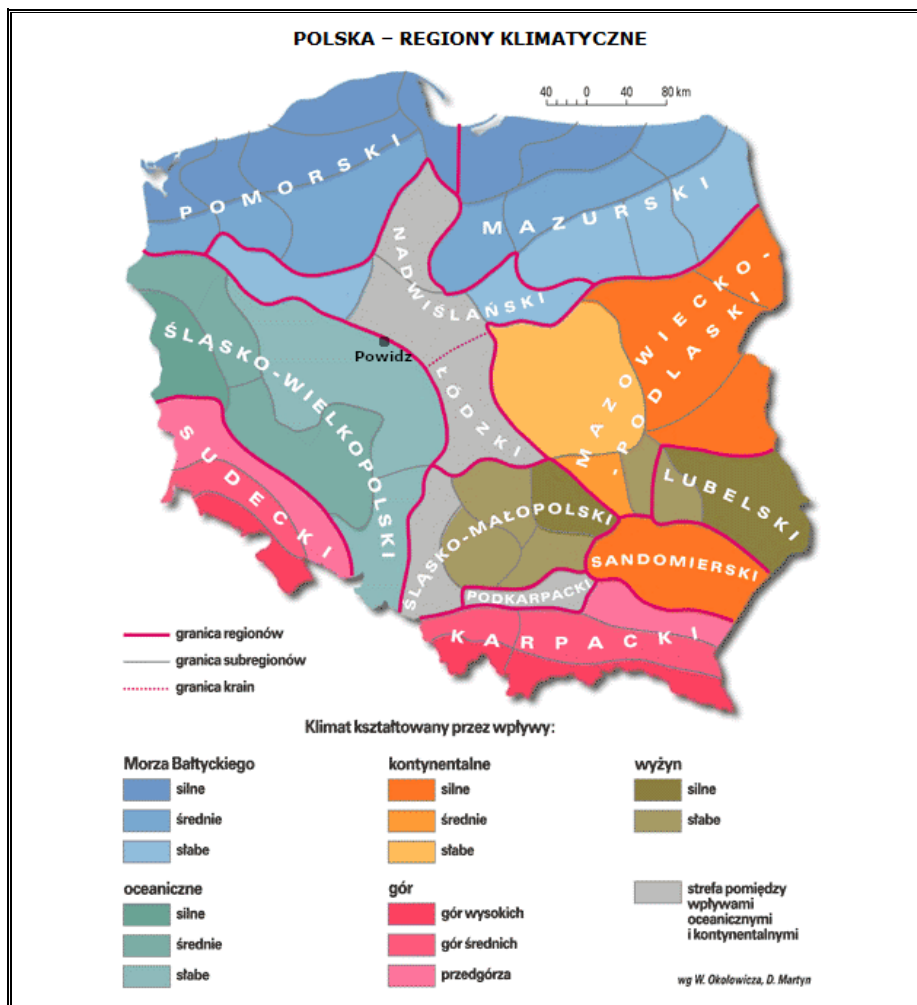 POLSKA – REGIONY KLIMATYCZNE
40 0 40 80 km
POMORSKI
MAZURSKI
NADWIŚLAŃSKI
MAZOWIECKO-
-PODLASKI
Powidz
ŚLĄSKO-WIELKOPOLSKI
ŁÓDZKI
SUDECKI
LUBELSKI
ŚLĄSKO-MAŁOPOLSKI
SANDOMIERSKI
PODKARPACKI
KARPACKI
granica regionów
granica subregionów
granica krain
Klimat kształtowany przez wpływy:
Morza Bałtyckiego
silne
średnie
słabe
kontynentalne
silne
średnie
słabe
wyżyn
silne
słabe
oceaniczne
silne
średnie
słabe
gór
gór wysokich
gór średnich
przedgórza
strefa pomiędzy
wpływami
oceanicznymi
i kontynentalnymi
wg W. Okołowicza, D. Martyn